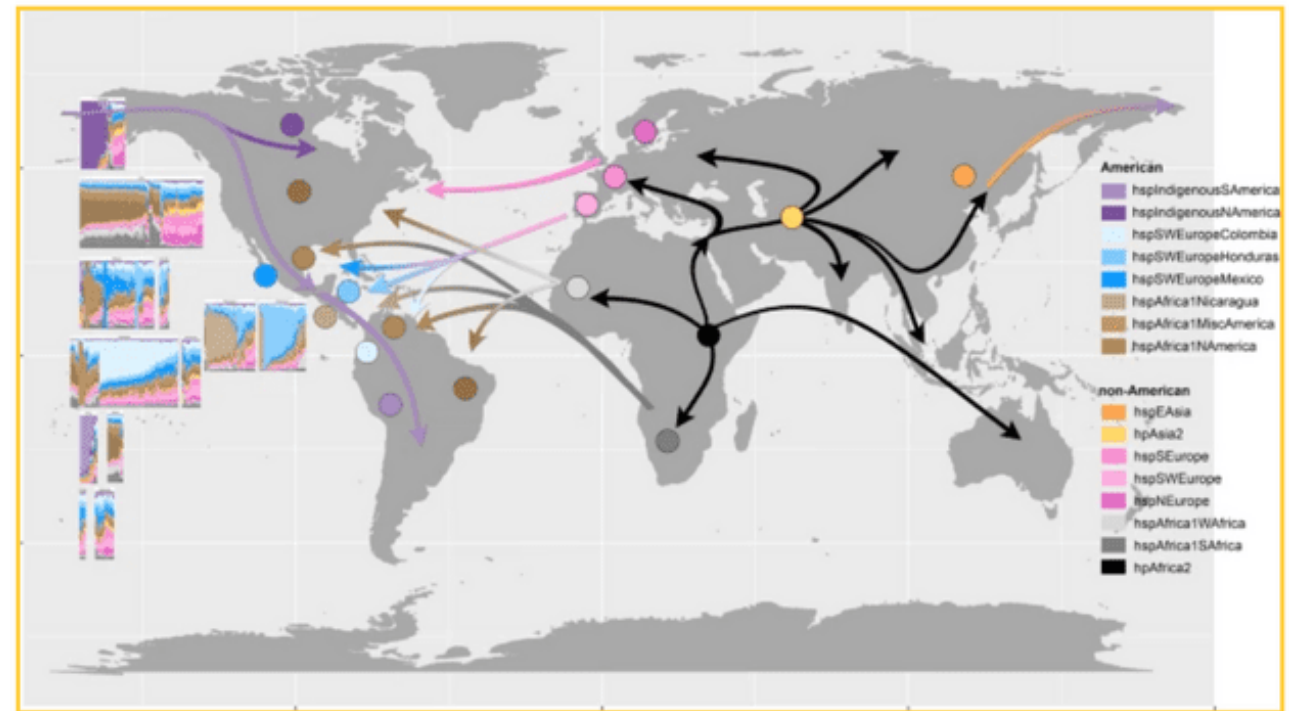 American
hspIndigenousSAmerica
hspIndigenousNAmerica
hspSWEuropeColombia
hspSWEuropeHonduras
hspSWEuropeMexico
hspAfrica1Nicaragua
hspAfrica1MiscAmerica
hspAfrica1NAmerica
non-American
hspEAsia
hpAsia2
hspSEurope
hspSWEurope
hspNEurope
hspAfrica1WAfrica
hspAfrica1SAfrica
hpAfrica2